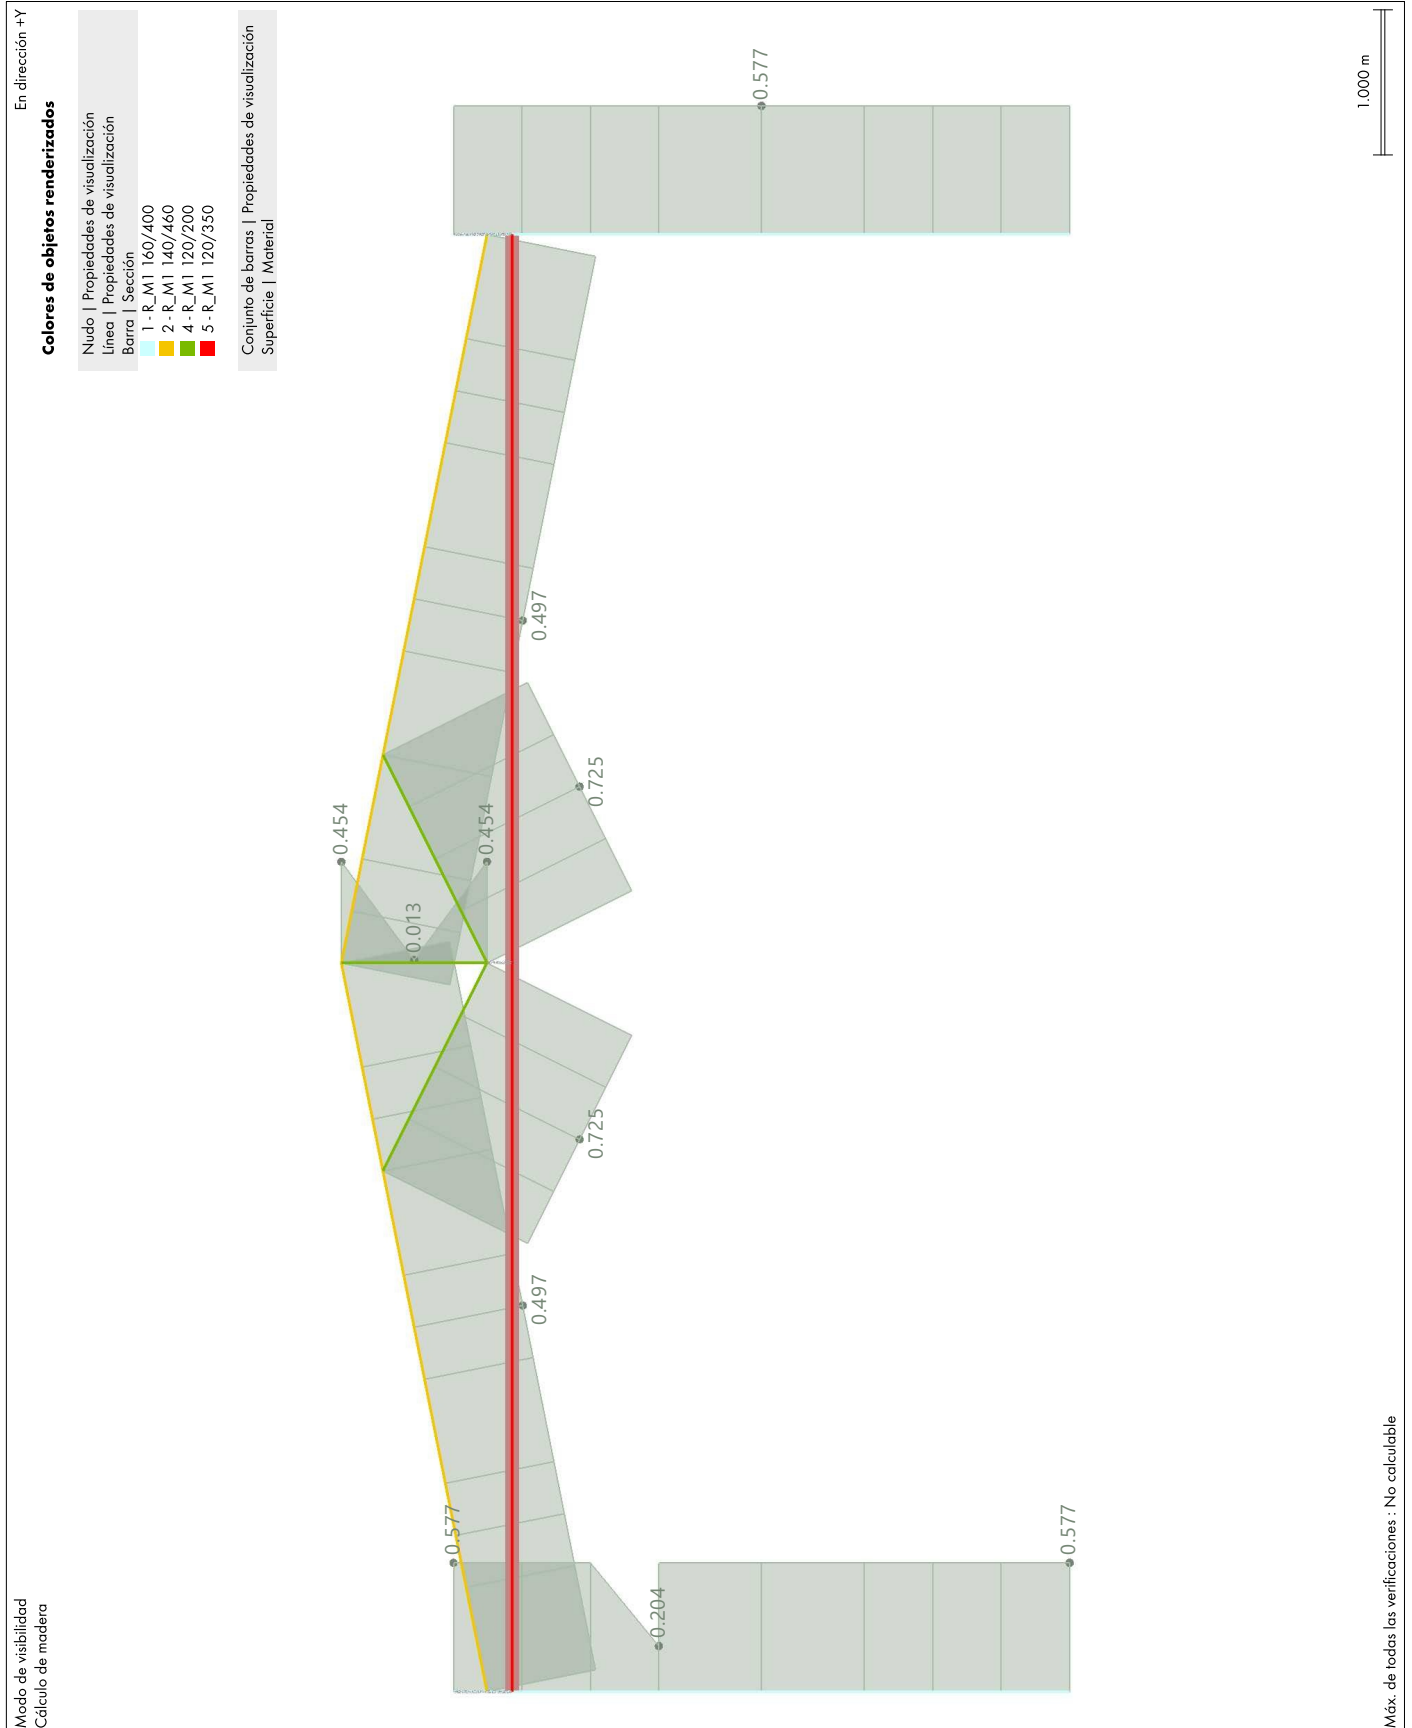 Modo de visibilidad
Cálculo de madera
En dirección +Y
Colores de objetos renderizados
Nudo | Propiedades de visualización
Línea | Propiedades de visualización
Barra | Sección
1 - R_M1 160/400
2 - R_M1 140/460
4 - R_M1 120/200
5 - R_M1 120/350
Conjunto de barras | Propiedades de visualización
Superficie | Material
0.454
0.013
0.577
0.454
0.497
0.497
0.725
0.725
0.204
0.577
0.577
1.000 m
Máx. de todas las verificaciones : No calculable